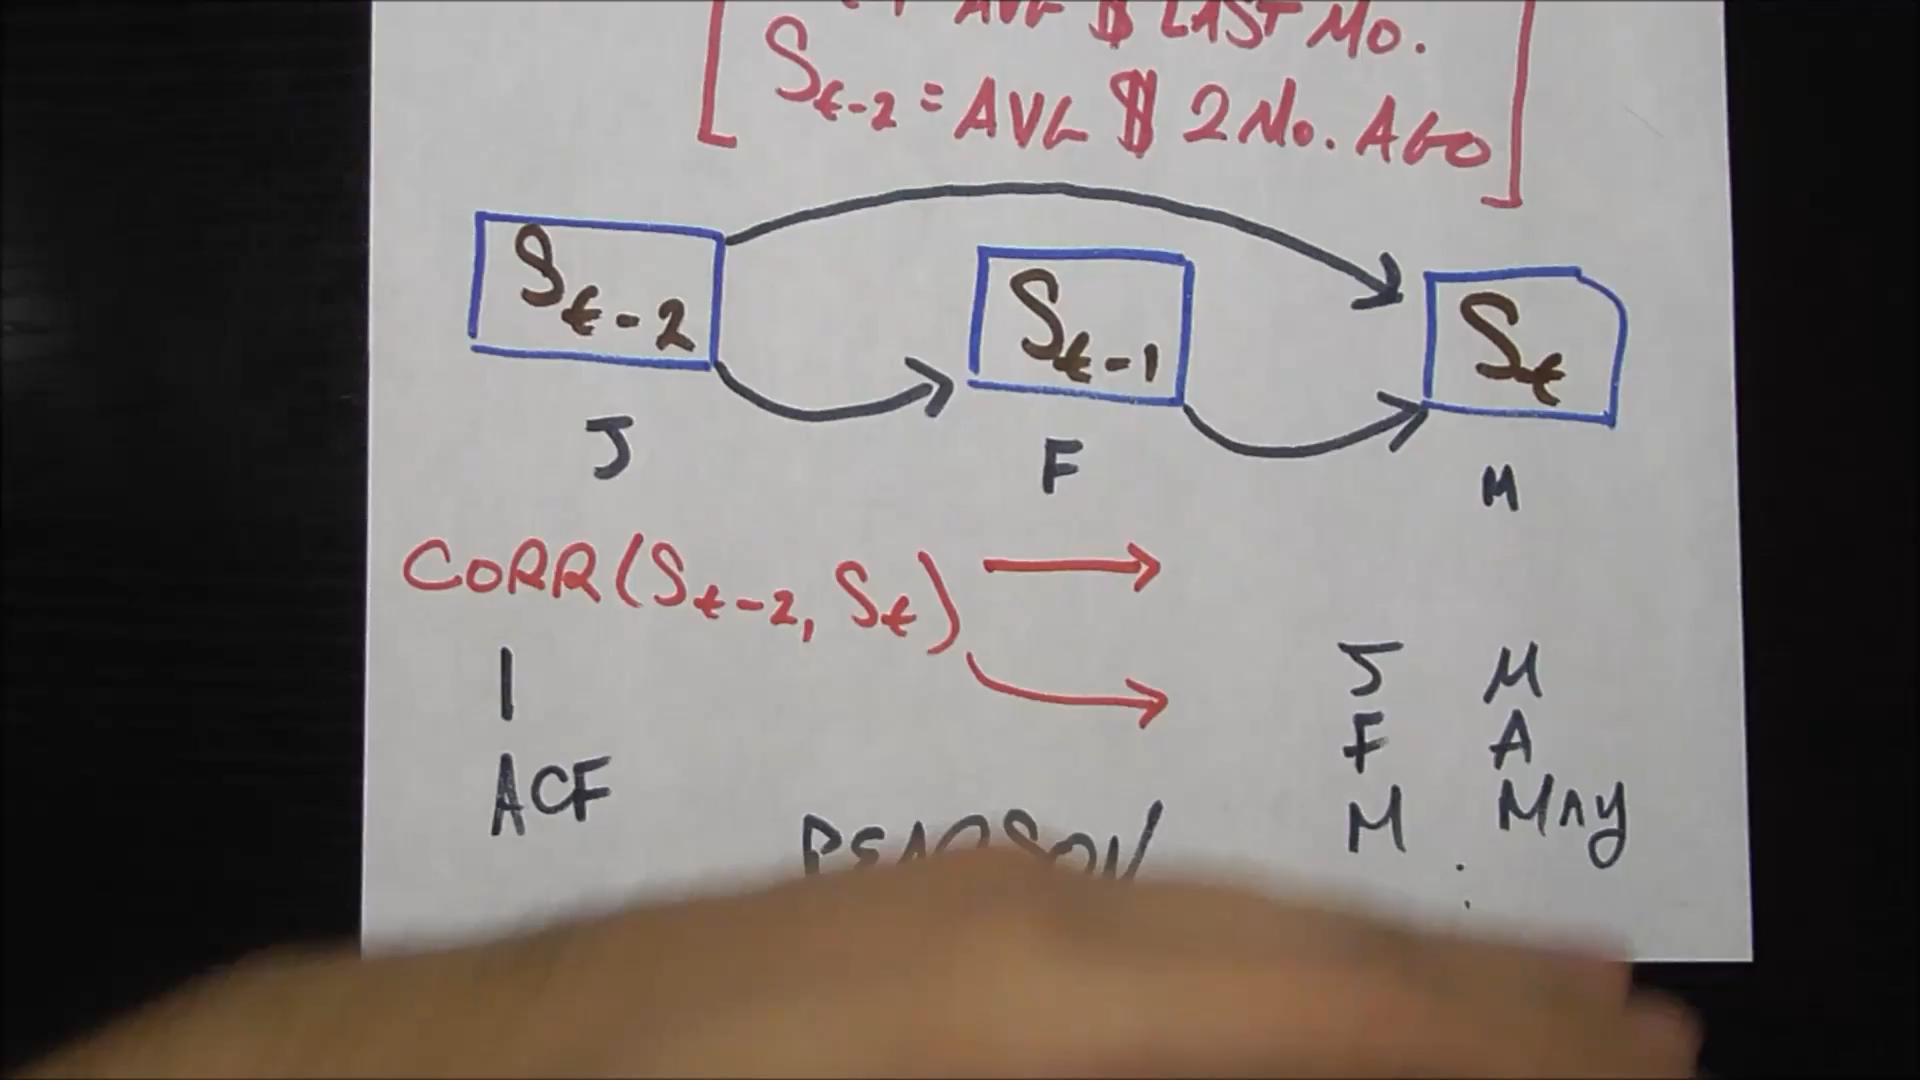 AVG $ LAST MO.
St-2 = AVG $ 2 Mo. AGO
St-2 St-1 St
J F M
CORR(St-2, St)
J M
F A
M MAY
ACF
PEARSON